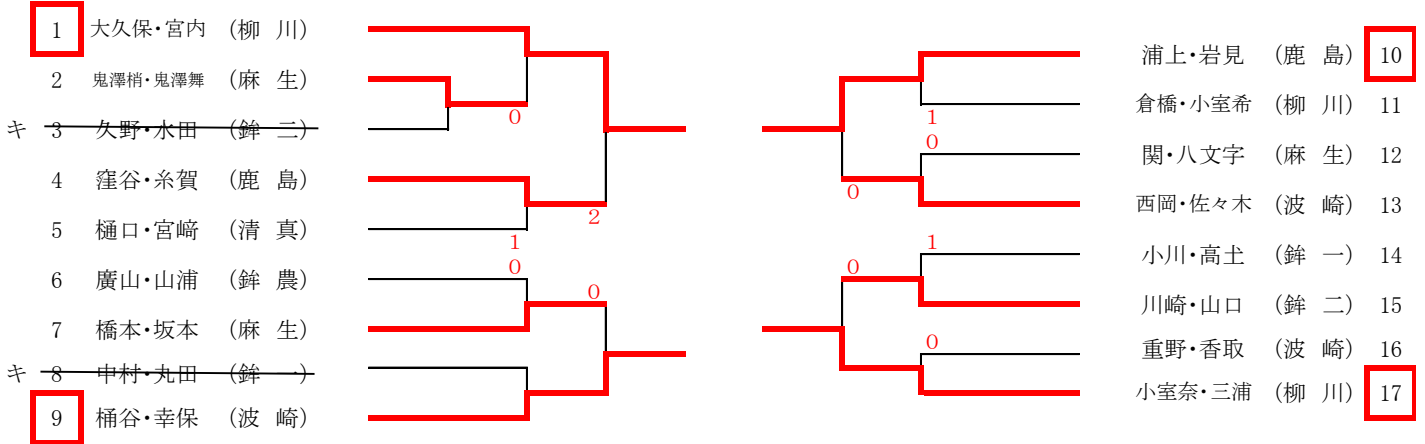 1 大久保・宮内 (柳 川)
2 鬼澤梢・鬼澤舞 (麻 生)
0
キ 3 久野・水田 (鉾 二)
4 窪谷・糸賀 (鹿 島)
2
5 樋口・宮﨑 (清 真)
1
0
6 廣山・山浦 (鉾 農)
0
7 橋本・坂本 (麻 生)
キ 8 中村・丸田 (鉾 一)
9 桶谷・幸保 (波 崎)
浦上・岩見 (鹿 島) 10
倉橋・小室希 (柳 川) 11
1
0
関・八文字 (麻 生) 12
0
西岡・佐々木 (波 崎) 13
1
小川・高圡 (鉾 一) 14
0
川崎・山口 (鉾 二) 15
0
重野・香取 (波 崎) 16
小室奈・三浦 (柳 川) 17